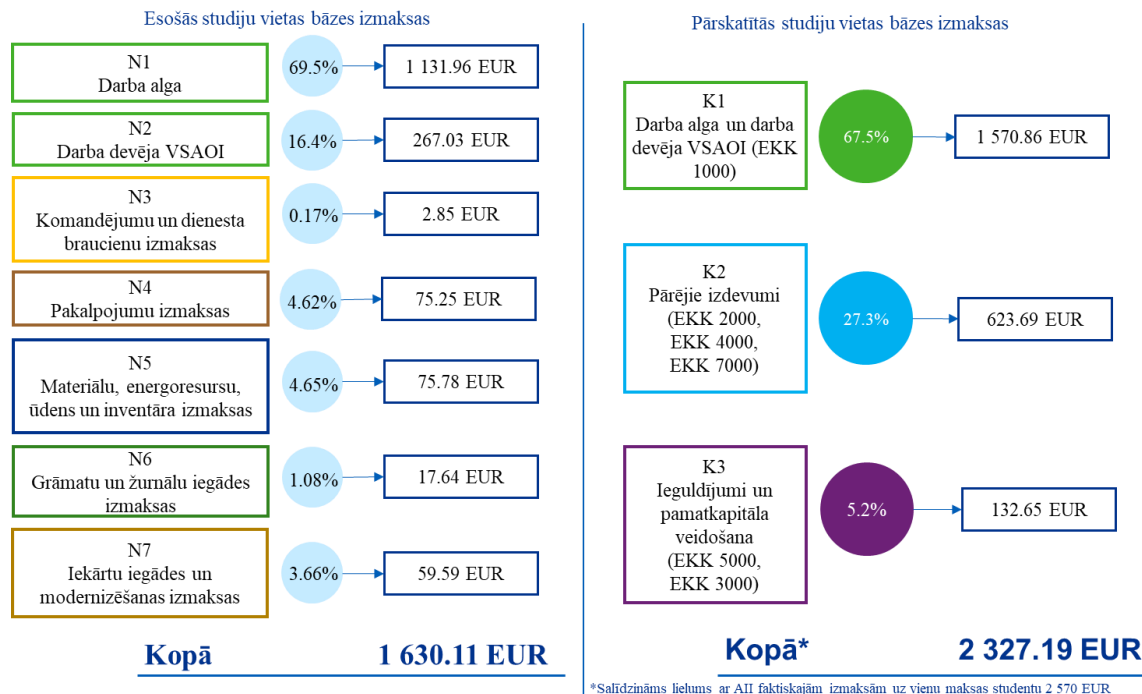 Esošās studiju vietas bāzes izmaksas
N1
Darba alga
69.5%
1 131.96 EUR
N2
Darba devēja VSAOI
16.4%
267.03 EUR
N3
Komandējumu un dienesta
braucienu izmaksas
0.17%
2.85 EUR
N4
Pakalpojumu izmaksas
4.62%
75.25 EUR
N5
Materiālu, energoresursu,
ūdens un inventāra izmaksas
4.65%
75.78 EUR
N6
Grāmatu un žurnālu iegādes
izmaksas
1.08%
17.64 EUR
N7
Iekārtu iegādes un
modernizēšanas izmaksas
3.66%
59.59 EUR
Kopā 1 630.11 EUR
Pārskatītās studiju vietas bāzes izmaksas
K1
Darba alga un darba
devēja VSAOI (EKK
1000)
67.5%
1 570.86 EUR
K2
Pārējie izdevumi
(EKK 2000,
EKK 4000,
EKK 7000)
27.3%
623.69 EUR
K3
Ieguldījumi un
pamatkapitāla
veidošana
(EKK 5000,
EKK 3000)
5.2%
132.65 EUR
Kopā* 2 327.19 EUR
*Salīdzināms lielums ar AII faktiskajām izmaksām uz vienu maksas studentu 2 570 EUR